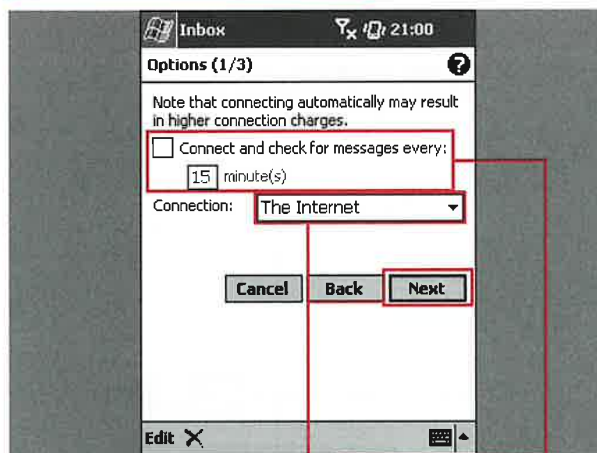 Inbox 21:00
Options (1/3) ?
Note that connecting automatically may result
in higher connection charges.
Connect and check for messages every:
15 minute(s)
Connection: The Internet
Cancel Back Next
Edit